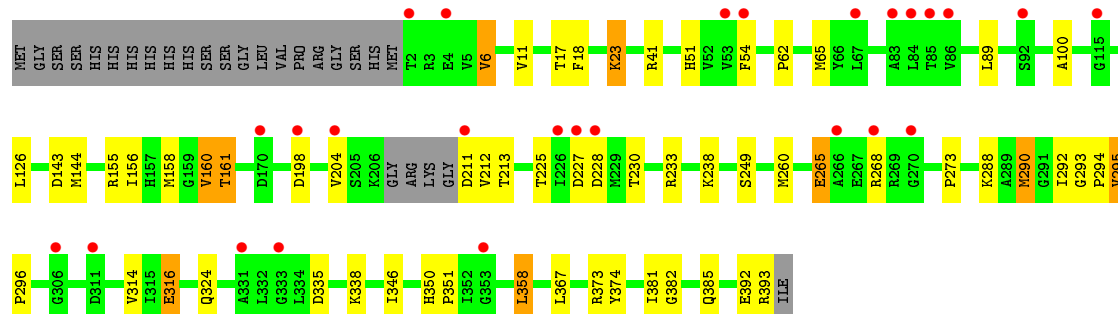 MET GLY SER SER HIS HIS HIS HIS HIS HIS SER SER GLY LEU VAL PRO ARG GLY SER HIS MET T2 R3 E4 V5 V6 V11 T17 F18 K23 R41 H51 V52 V53 F54 P62 M65 Y66 L67 A83 L84 T85 V86 L89 S92 A100 G115
L126 D143 M144 R155 I156 H157 M158 G159 V160 T161 D170 D198 V204 S205 K206 GLY ARG LYS GLY D211 V212 T213 T225 I226 D227 D228 M229 T230 R233 K238 S249 M260 E265 A266 E267 R268 R269 G270 P273 K288 A289 M290 G291 I292 G293 P294 V295
P296 G306 D311 V314 I315 E316 Q324 A331 L332 G333 L334 D335 K338 I346 H350 P351 I352 G353 L358 L367 R373 Y374 I381 G382 Q385 E392 R393 ILE